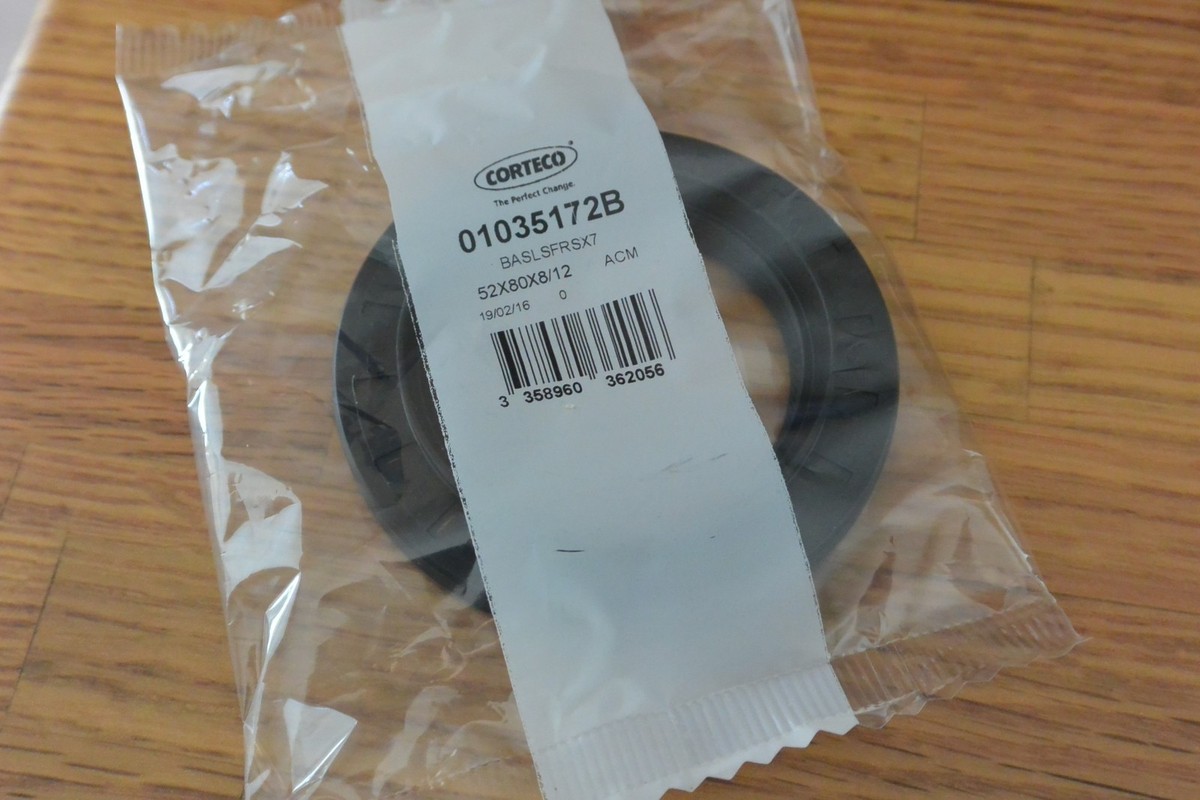 CORTECO®
The Perfect Change.
01035172B
BASLSFRSX7
52X80X8/12 ACM
19/02/16 0
3 358960 362056